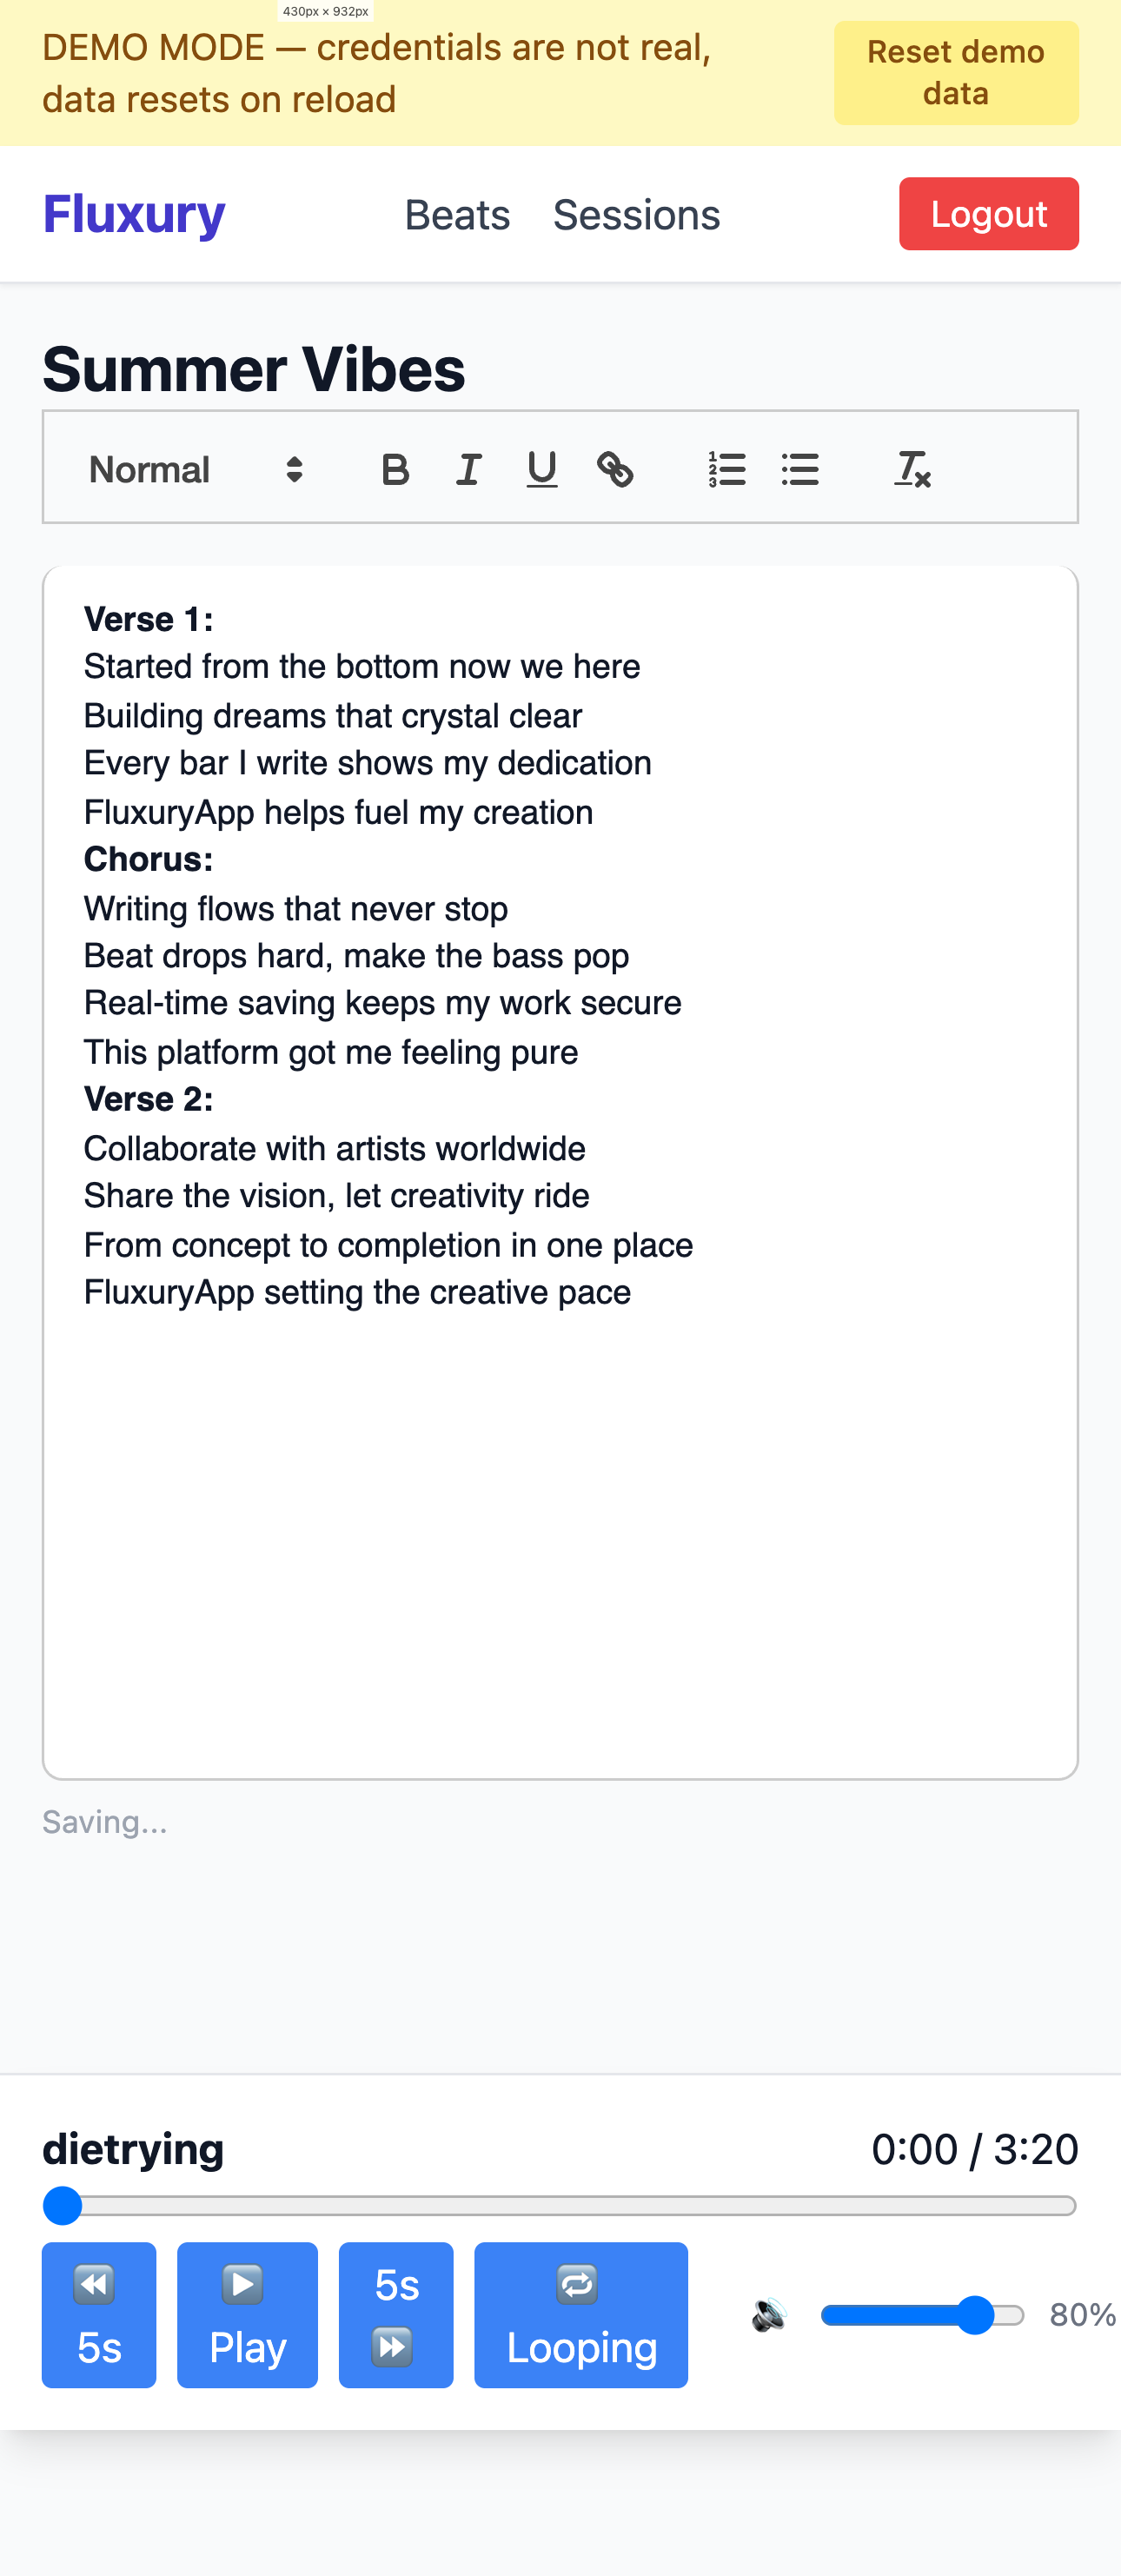 430px × 932px
DEMO MODE — credentials are not real,
data resets on reload
Reset demo
data
Fluxury
Beats
Sessions
Logout
Summer Vibes
Normal
Verse 1:
Started from the bottom now we here
Building dreams that crystal clear
Every bar I write shows my dedication
FluxuryApp helps fuel my creation
Chorus:
Writing flows that never stop
Beat drops hard, make the bass pop
Real-time saving keeps my work secure
This platform got me feeling pure
Verse 2:
Collaborate with artists worldwide
Share the vision, let creativity ride
From concept to completion in one place
FluxuryApp setting the creative pace
Saving...
dietrying
0:00 / 3:20
⏪
5s
▶️
Play
5s
⏩
🔁
Looping
🔊
80%